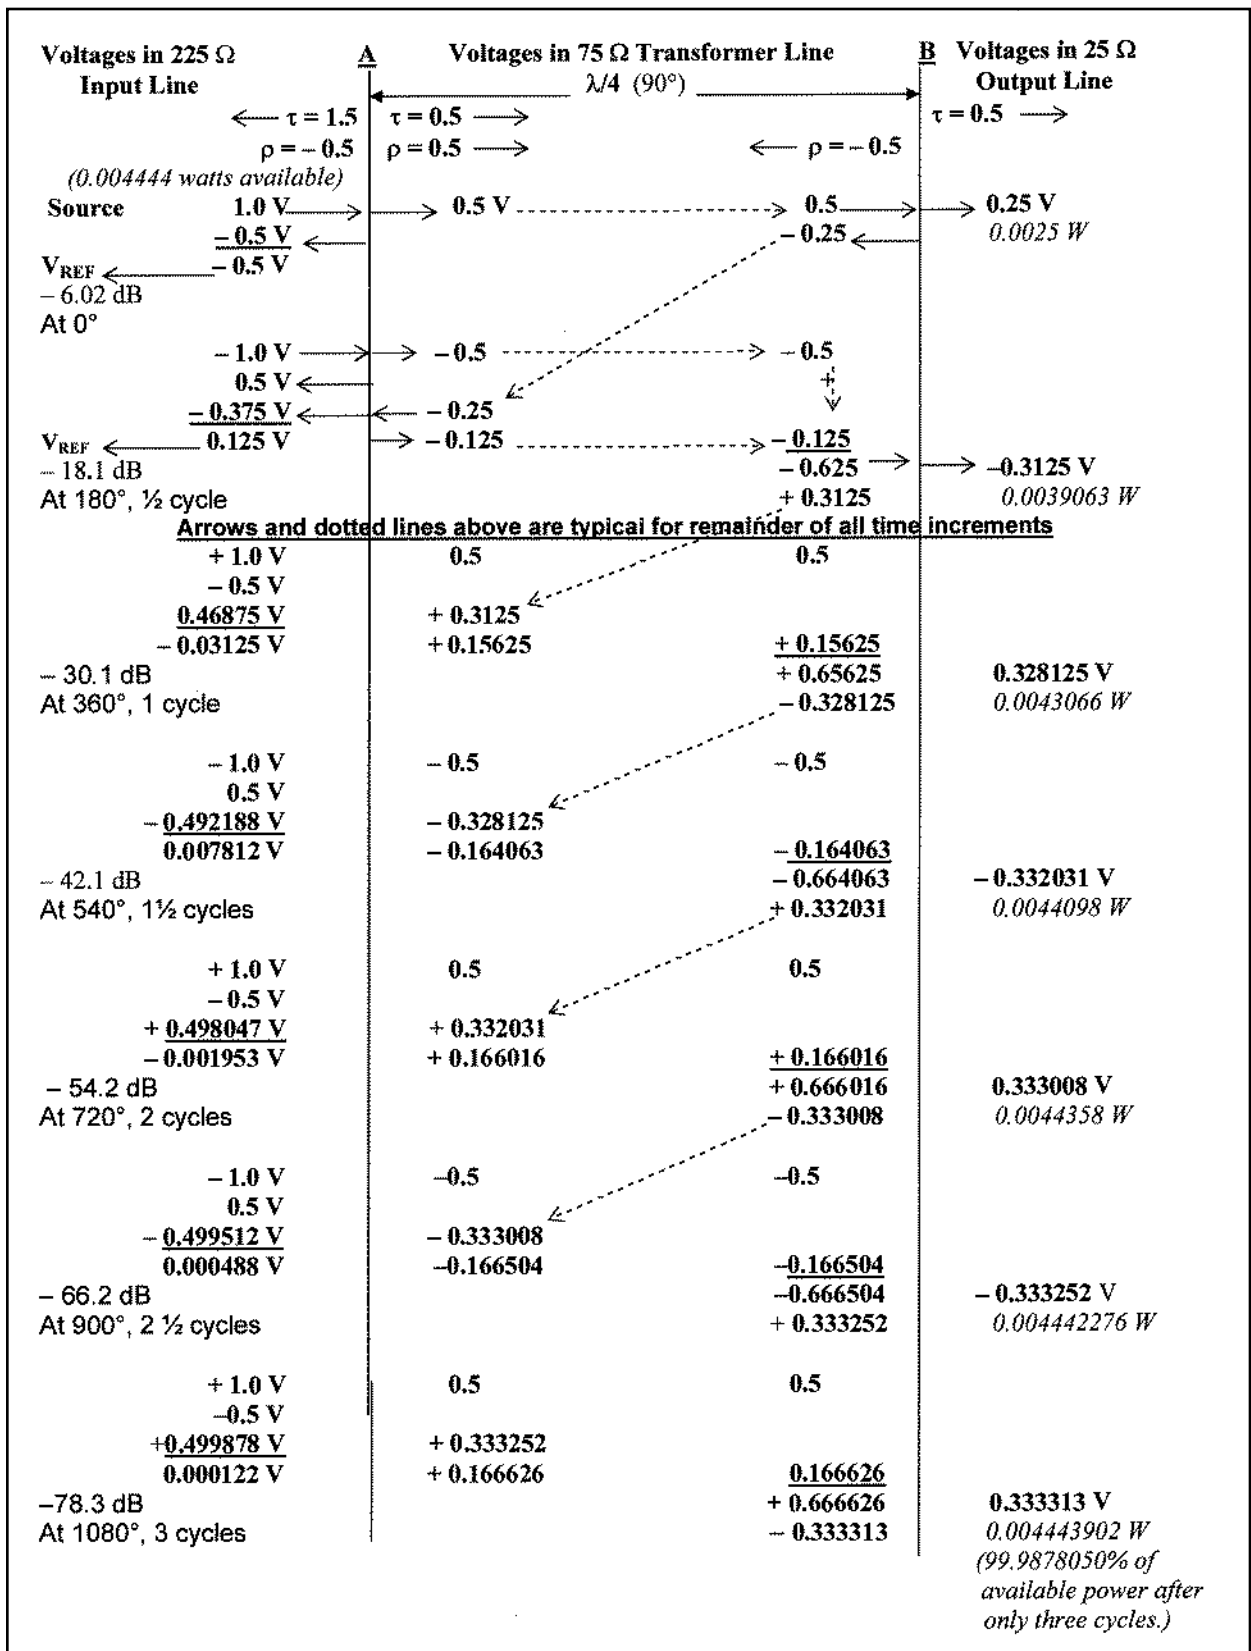 Voltages in 225 Ω A Voltages in 75 Ω Transformer Line B Voltages in 25 Ω
Input Line λ/4 (90°) Output Line
τ = 1.5 τ = 0.5 τ = 0.5
ρ = – 0.5 ρ = 0.5 ρ = – 0.5
(0.004444 watts available)
Source 1.0 V 0.5 V 0.5 0.25 V
– 0.5 V – 0.25 0.0025 W
VREF – 0.5 V
– 6.02 dB
At 0°
– 1.0 V – 0.5 – 0.5
0.5 V +
– 0.375 V – 0.25
VREF 0.125 V – 0.125 – 0.125
– 18.1 dB – 0.625 –0.3125 V
At 180°, ½ cycle + 0.3125 0.0039063 W
Arrows and dotted lines above are typical for remainder of all time increments
+ 1.0 V 0.5 0.5
– 0.5 V
0.46875 V + 0.3125
– 0.03125 V + 0.15625 + 0.15625
– 30.1 dB + 0.65625 0.328125 V
At 360°, 1 cycle – 0.328125 0.0043066 W
– 1.0 V – 0.5 – 0.5
0.5 V
– 0.492188 V – 0.328125
0.007812 V – 0.164063 – 0.164063
– 42.1 dB – 0.664063 – 0.332031 V
At 540°, 1½ cycles + 0.332031 0.0044098 W
+ 1.0 V 0.5 0.5
– 0.5 V
+ 0.498047 V + 0.332031
– 0.001953 V + 0.166016 + 0.166016
– 54.2 dB + 0.666016 0.333008 V
At 720°, 2 cycles – 0.333008 0.0044358 W
– 1.0 V –0.5 –0.5
0.5 V
– 0.499512 V – 0.333008
0.000488 V –0.166504 –0.166504
– 66.2 dB –0.666504 – 0.333252 V
At 900°, 2 ½ cycles + 0.333252 0.004442276 W
+ 1.0 V 0.5 0.5
–0.5 V
+0.499878 V + 0.333252
0.000122 V + 0.166626 0.166626
–78.3 dB + 0.666626 0.333313 V
At 1080°, 3 cycles – 0.333313 0.004443902 W
(99.9878050% of
available power after
only three cycles.)